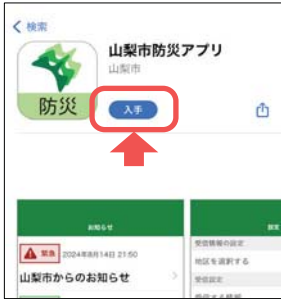 検索
山梨市防災アプリ
山梨市
防災
入手
お知らせ
緊急 2024年8月14日 21:50
山梨市からのお知らせ
受信情報の設定
地区を選択する
受信設定